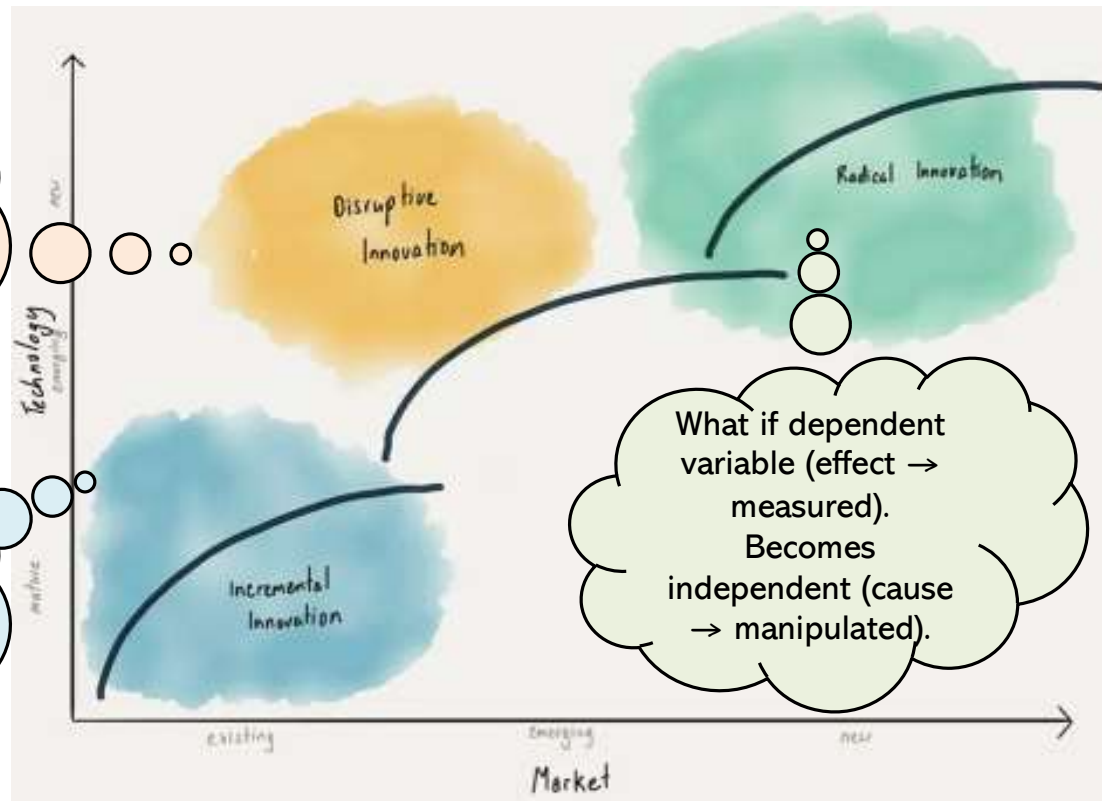 Disruptive
Innovation
Radical Innovation
new
Technology
emerging
mature
Incremental
Innovation
What if dependent
variable (effect →
measured).
Becomes
independent (cause
→ manipulated).
existing
emerging
new
Market